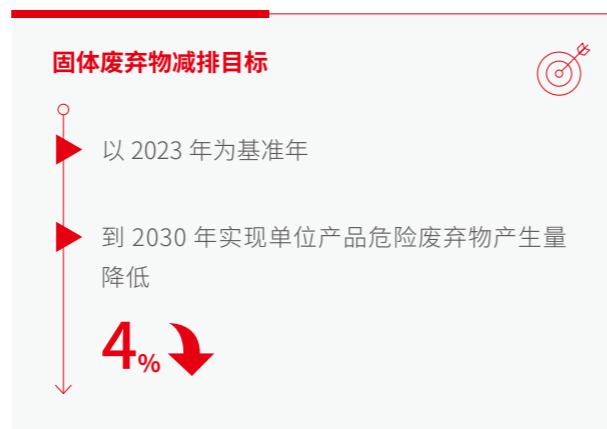 固体废弃物减排目标
以 2023 年为基准年
到 2030 年实现单位产品危险废弃物产生量
降低
4%